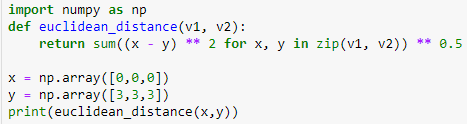 import numpy as np
def euclidean_distance(v1, v2):
    return sum((x - y) ** 2 for x, y in zip(v1, v2)) ** 0.5

x = np.array([0,0,0])
y = np.array([3,3,3])
print(euclidean_distance(x,y))